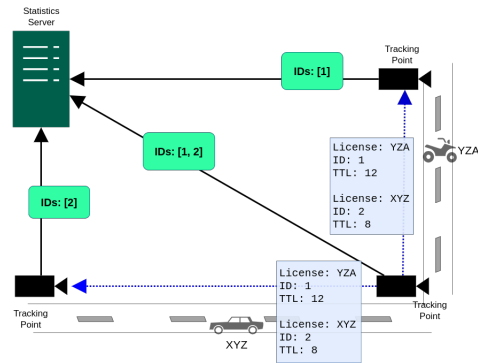 Statistics
Server
Tracking
Point
IDs: [1]
YZA
IDs: [1, 2]
License: YZA
ID: 1
TTL: 12
License: XYZ
ID: 2
TTL: 8
IDs: [2]
License: YZA
ID: 1
TTL: 12
License: XYZ
ID: 2
TTL: 8
Tracking
Point
Tracking
Point
XYZ